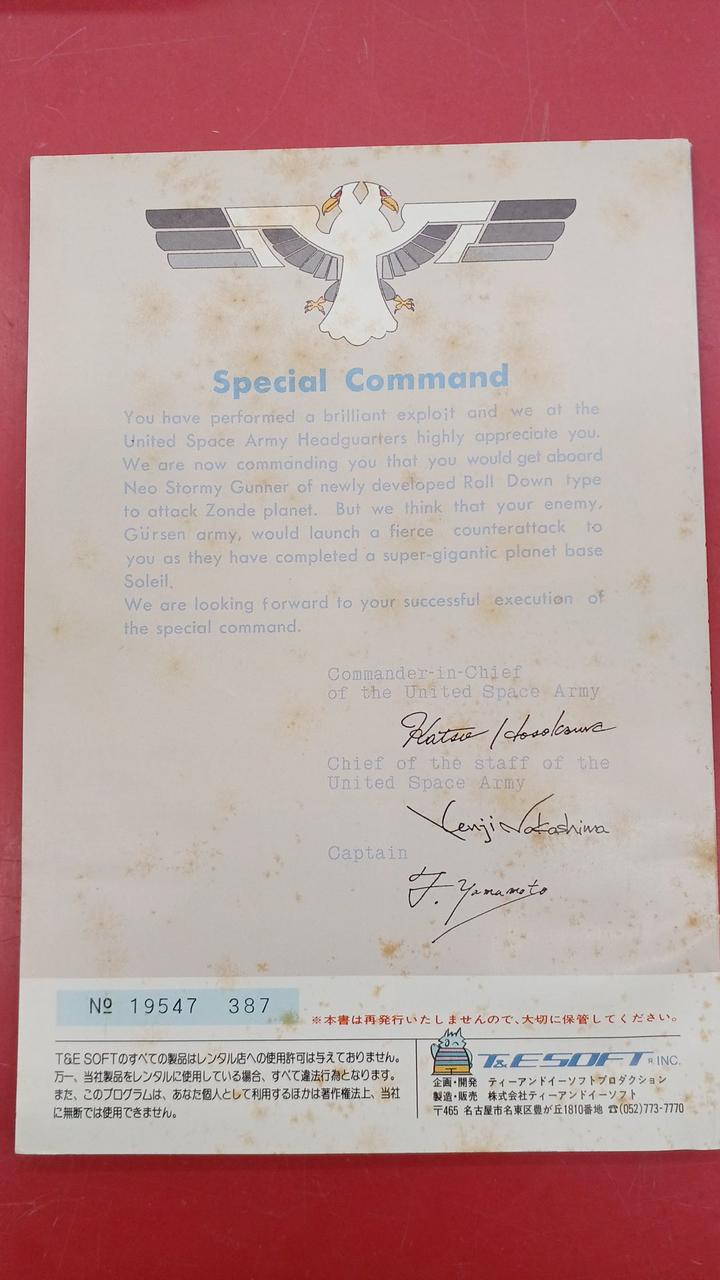 Special Command
You have performed a brilliant exploit and we at the
United Space Army Headquarters highly appreciate you.
We are now commanding you that you would get aboard
Neo Stormy Gunner of newly developed Roll Down type
to attack Zonde planet. But we think that your enemy,
Gürsen army, would launch a fierce counterattack to
you as they have completed a super-gigantic planet base
Soleil.
We are looking forward to your successful execution of
the special command.
Commander-in-Chief
of the United Space Army
Katsu Hosokawa
Chief of the staff of the
United Space Army
Kenji Nakashima
Captain
J. Yamamoto
№ 19547 387
※本書は再発行いたしませんので、大切に保管してください。
T&E SOFTのすべての製品はレンタル店への使用許可は与えておりません。
万一、当社製品をレンタルに使用している場合、すべて違法行為となります。
また、このプログラムは、あなた個人として利用するほかは著作権法上、当社
に無断では使用できません。
T&ESOFT R INC.
企画・開発 ティーアンドイーソフトプロダクション
製造・販売 株式会社ティーアンドイーソフト
〒465 名古屋市名東区豊が丘1810番地 ☎(052)773-7770